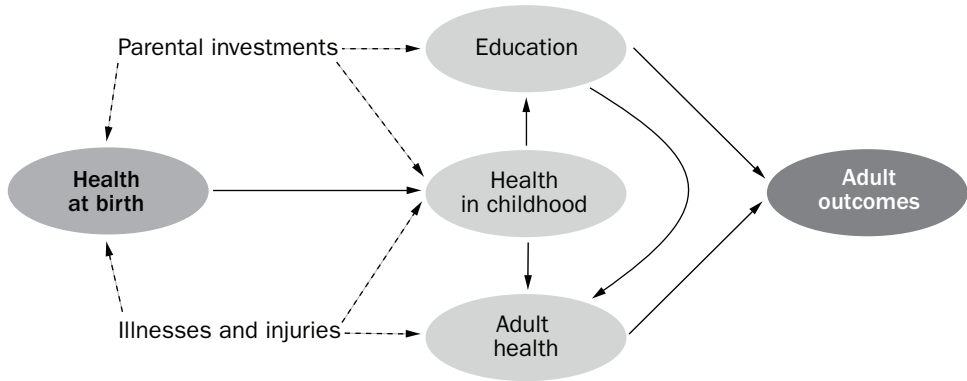 Parental investments
Education
Health
at birth
Health
in childhood
Adult
outcomes
Illnesses and injuries
Adult
health